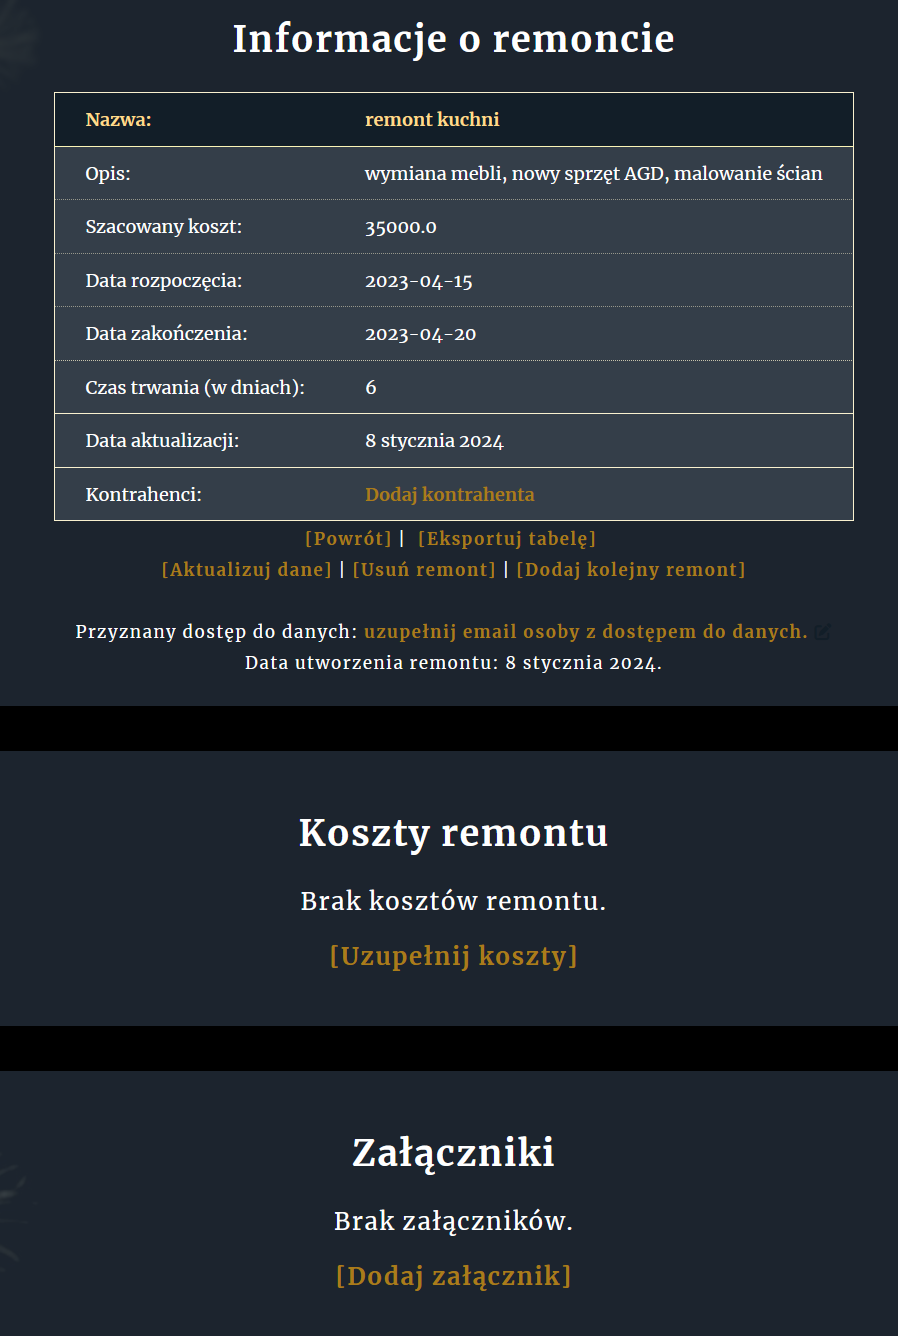 Informacje o remoncie
Nazwa: remont kuchni
Opis: wymiana mebli, nowy sprzęt AGD, malowanie ścian
Szacowany koszt: 35000.0
Data rozpoczęcia: 2023-04-15
Data zakończenia: 2023-04-20
Czas trwania (w dniach): 6
Data aktualizacji: 8 stycznia 2024
Kontrahenci: Dodaj kontrahenta
[Powrót] | [Eksportuj tabelę]
[Aktualizuj dane] | [Usuń remont] | [Dodaj kolejny remont]
Przyznany dostęp do danych: uzupełnij email osoby z dostępem do danych.
Data utworzenia remontu: 8 stycznia 2024.
Koszty remontu
Brak kosztów remontu.
[Uzupełnij koszty]
Załączniki
Brak załączników.
[Dodaj załącznik]